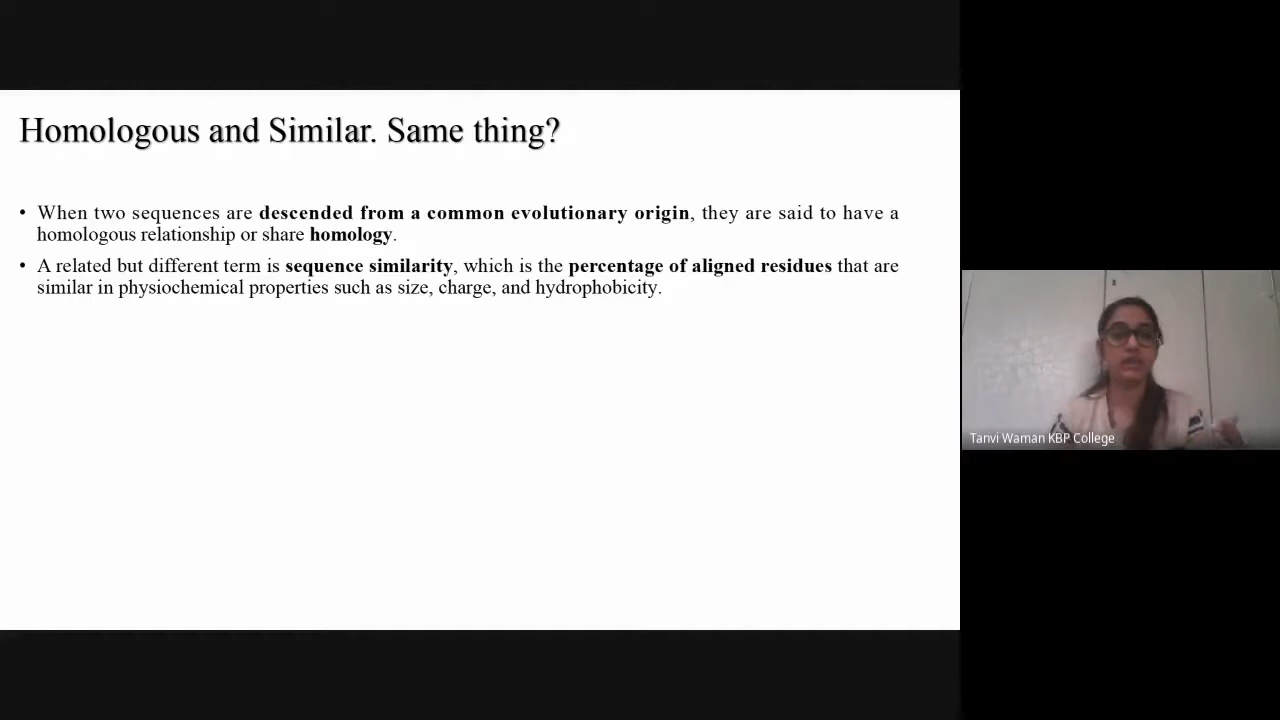 Homologous and Similar. Same thing?
• When two sequences are descended from a common evolutionary origin, they are said to have a
homologous relationship or share homology.
• A related but different term is sequence similarity, which is the percentage of aligned residues that are
similar in physiochemical properties such as size, charge, and hydrophobicity.
Tanvi Waman KBP College